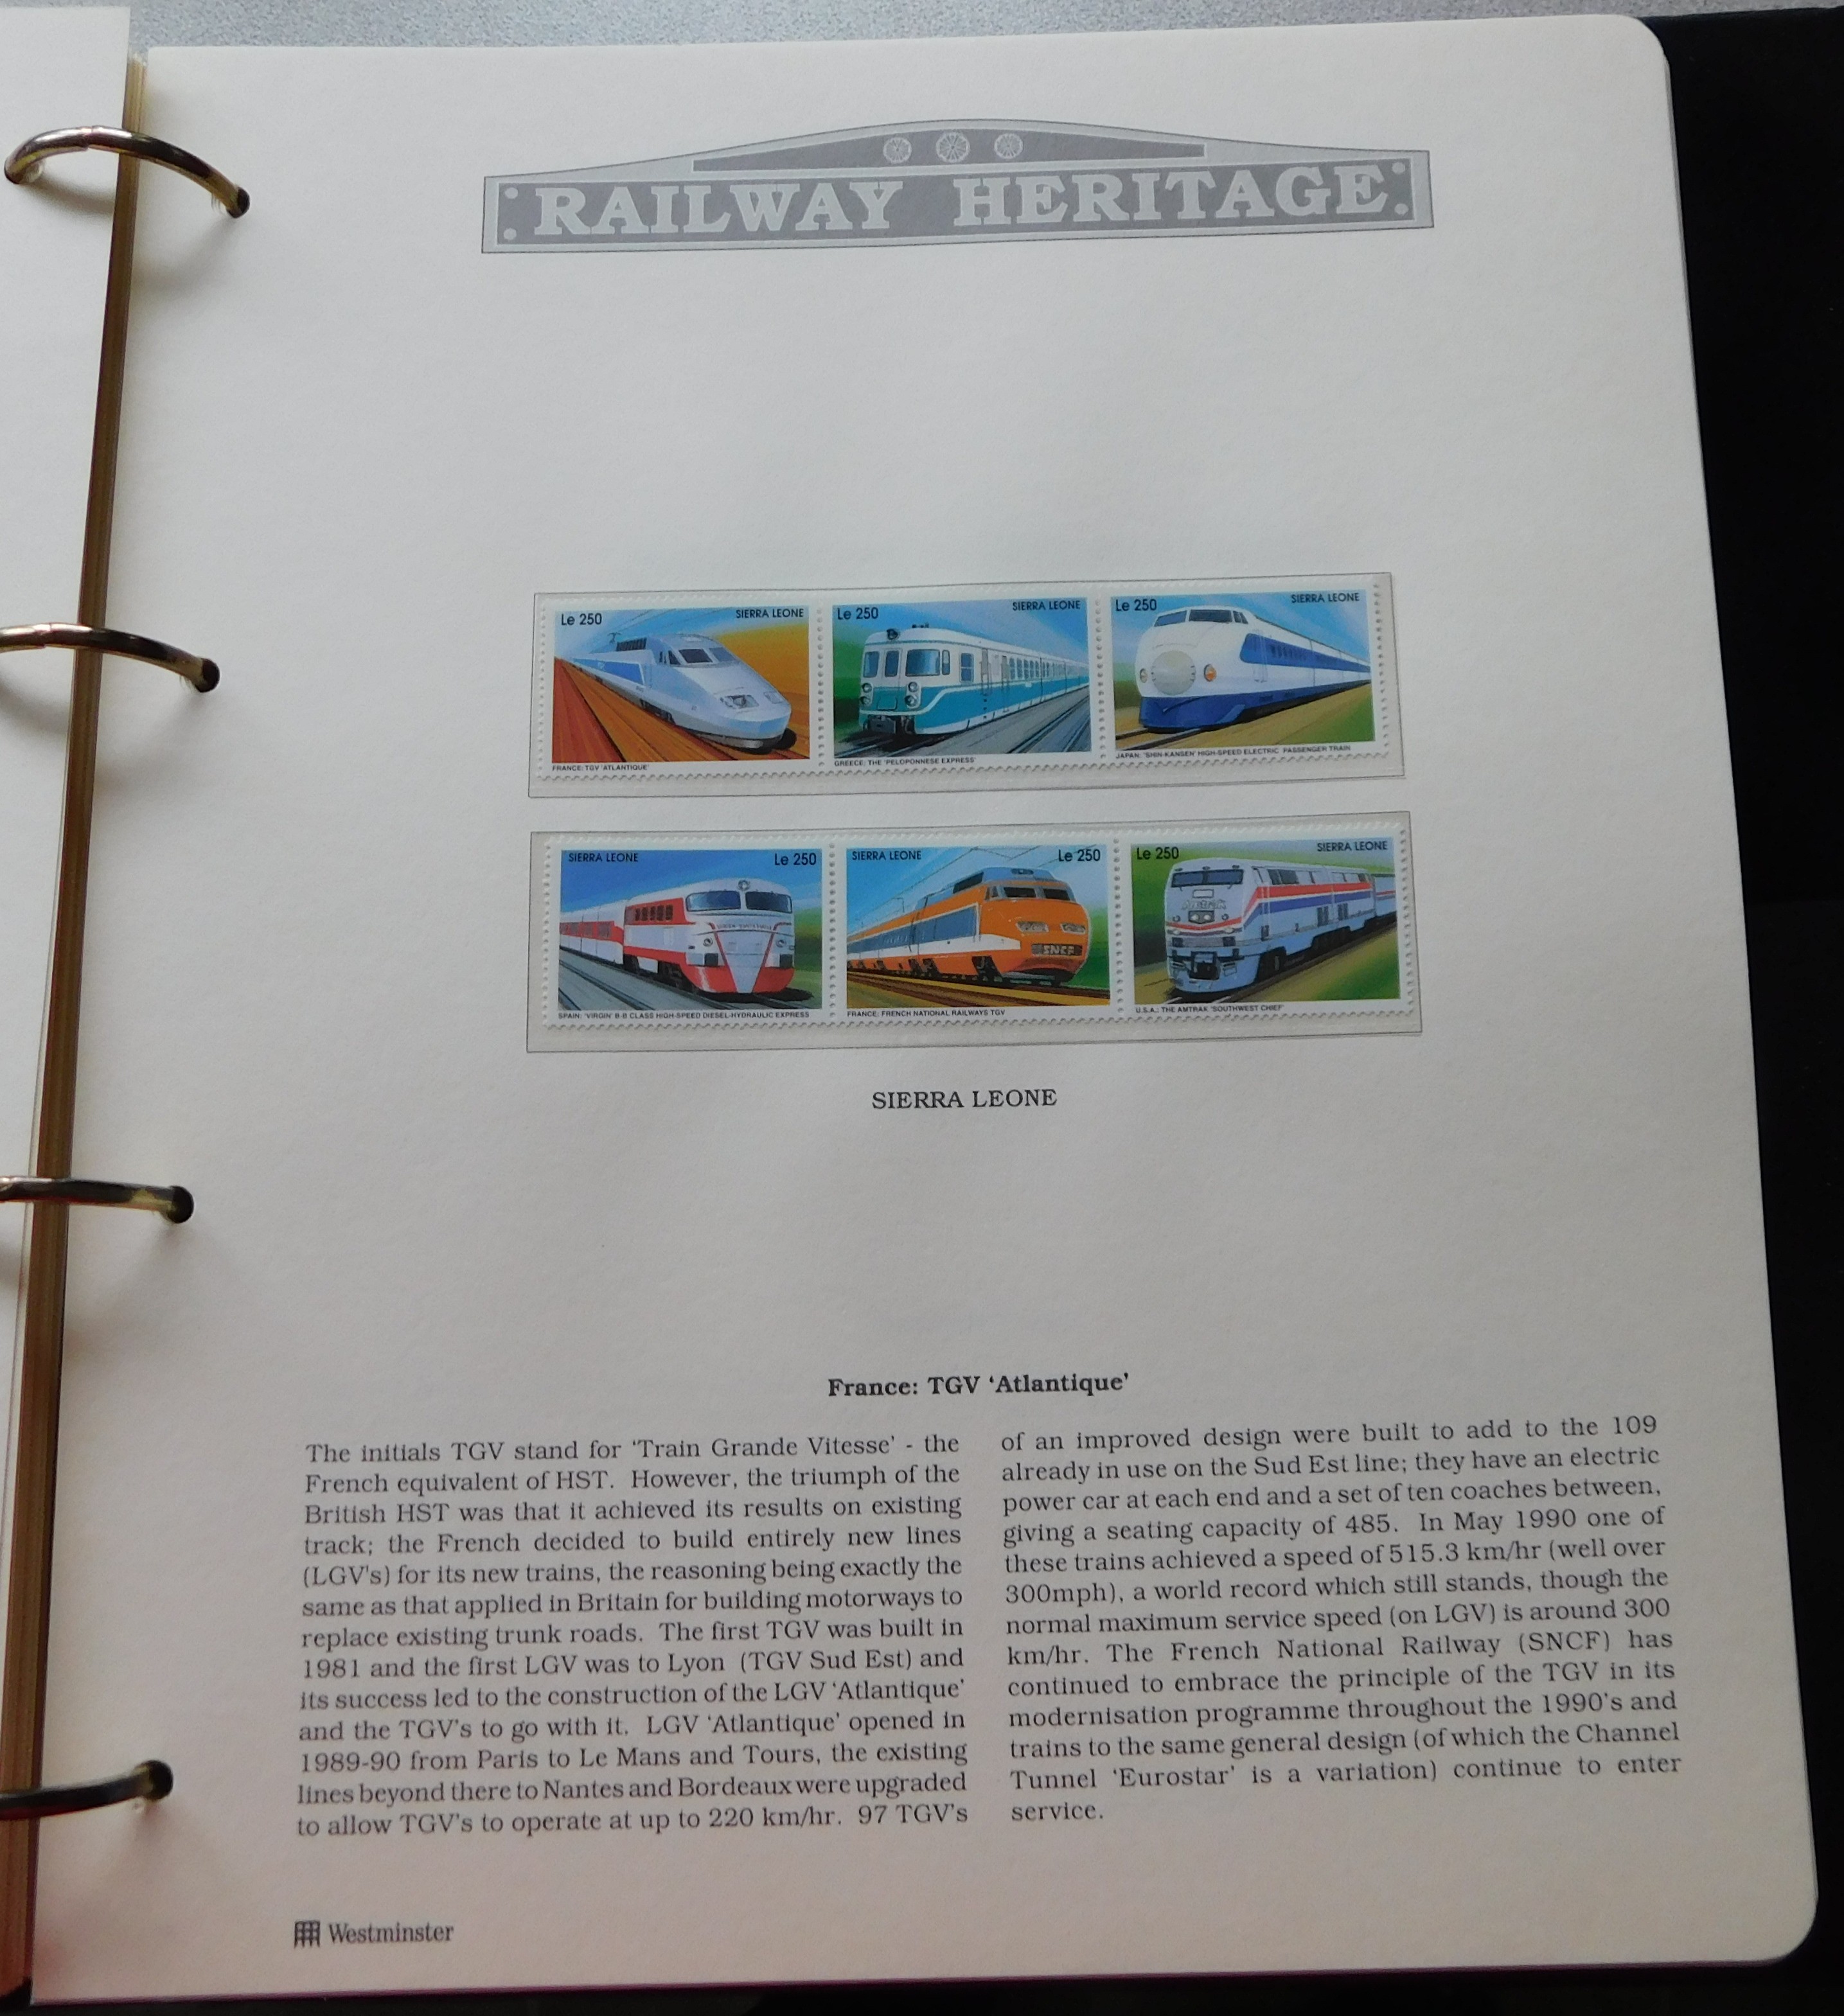 RAILWAY HERITAGE
Le 250 SIERRA LEONE
FRANCE: TGV 'ATLANTIQUE'
Le 250 SIERRA LEONE
GREECE: THE 'PELOPONNESE EXPRESS'
Le 250 SIERRA LEONE
JAPAN: 'SHIN-KANSEN' HIGH-SPEED ELECTRIC PASSENGER TRAIN
SIERRA LEONE Le 250
SPAIN: 'VIRGIN' B-B CLASS HIGH-SPEED DIESEL-HYDRAULIC EXPRESS
SIERRA LEONE Le 250
SNCF
FRANCE: FRENCH NATIONAL RAILWAYS TGV
Le 250 SIERRA LEONE
Amtrak
U.S.A.: THE AMTRAK 'SOUTHWEST CHIEF'
SIERRA LEONE
France: TGV ‘Atlantique’
The initials TGV stand for ‘Train Grande Vitesse’ - the
French equivalent of HST. However, the triumph of the
British HST was that it achieved its results on existing
track; the French decided to build entirely new lines
(LGV's) for its new trains, the reasoning being exactly the
same as that applied in Britain for building motorways to
replace existing trunk roads. The first TGV was built in
1981 and the first LGV was to Lyon (TGV Sud Est) and
its success led to the construction of the LGV ‘Atlantique’
and the TGV’s to go with it. LGV ‘Atlantique’ opened in
1989-90 from Paris to Le Mans and Tours, the existing
lines beyond there to Nantes and Bordeaux were upgraded
to allow TGV’s to operate at up to 220 km/hr. 97 TGV’s
of an improved design were built to add to the 109
already in use on the Sud Est line; they have an electric
power car at each end and a set of ten coaches between,
giving a seating capacity of 485. In May 1990 one of
these trains achieved a speed of 515.3 km/hr (well over
300mph), a world record which still stands, though the
normal maximum service speed (on LGV) is around 300
km/hr. The French National Railway (SNCF) has
continued to embrace the principle of the TGV in its
modernisation programme throughout the 1990’s and
trains to the same general design (of which the Channel
Tunnel ‘Eurostar’ is a variation) continue to enter
service.
Westminster